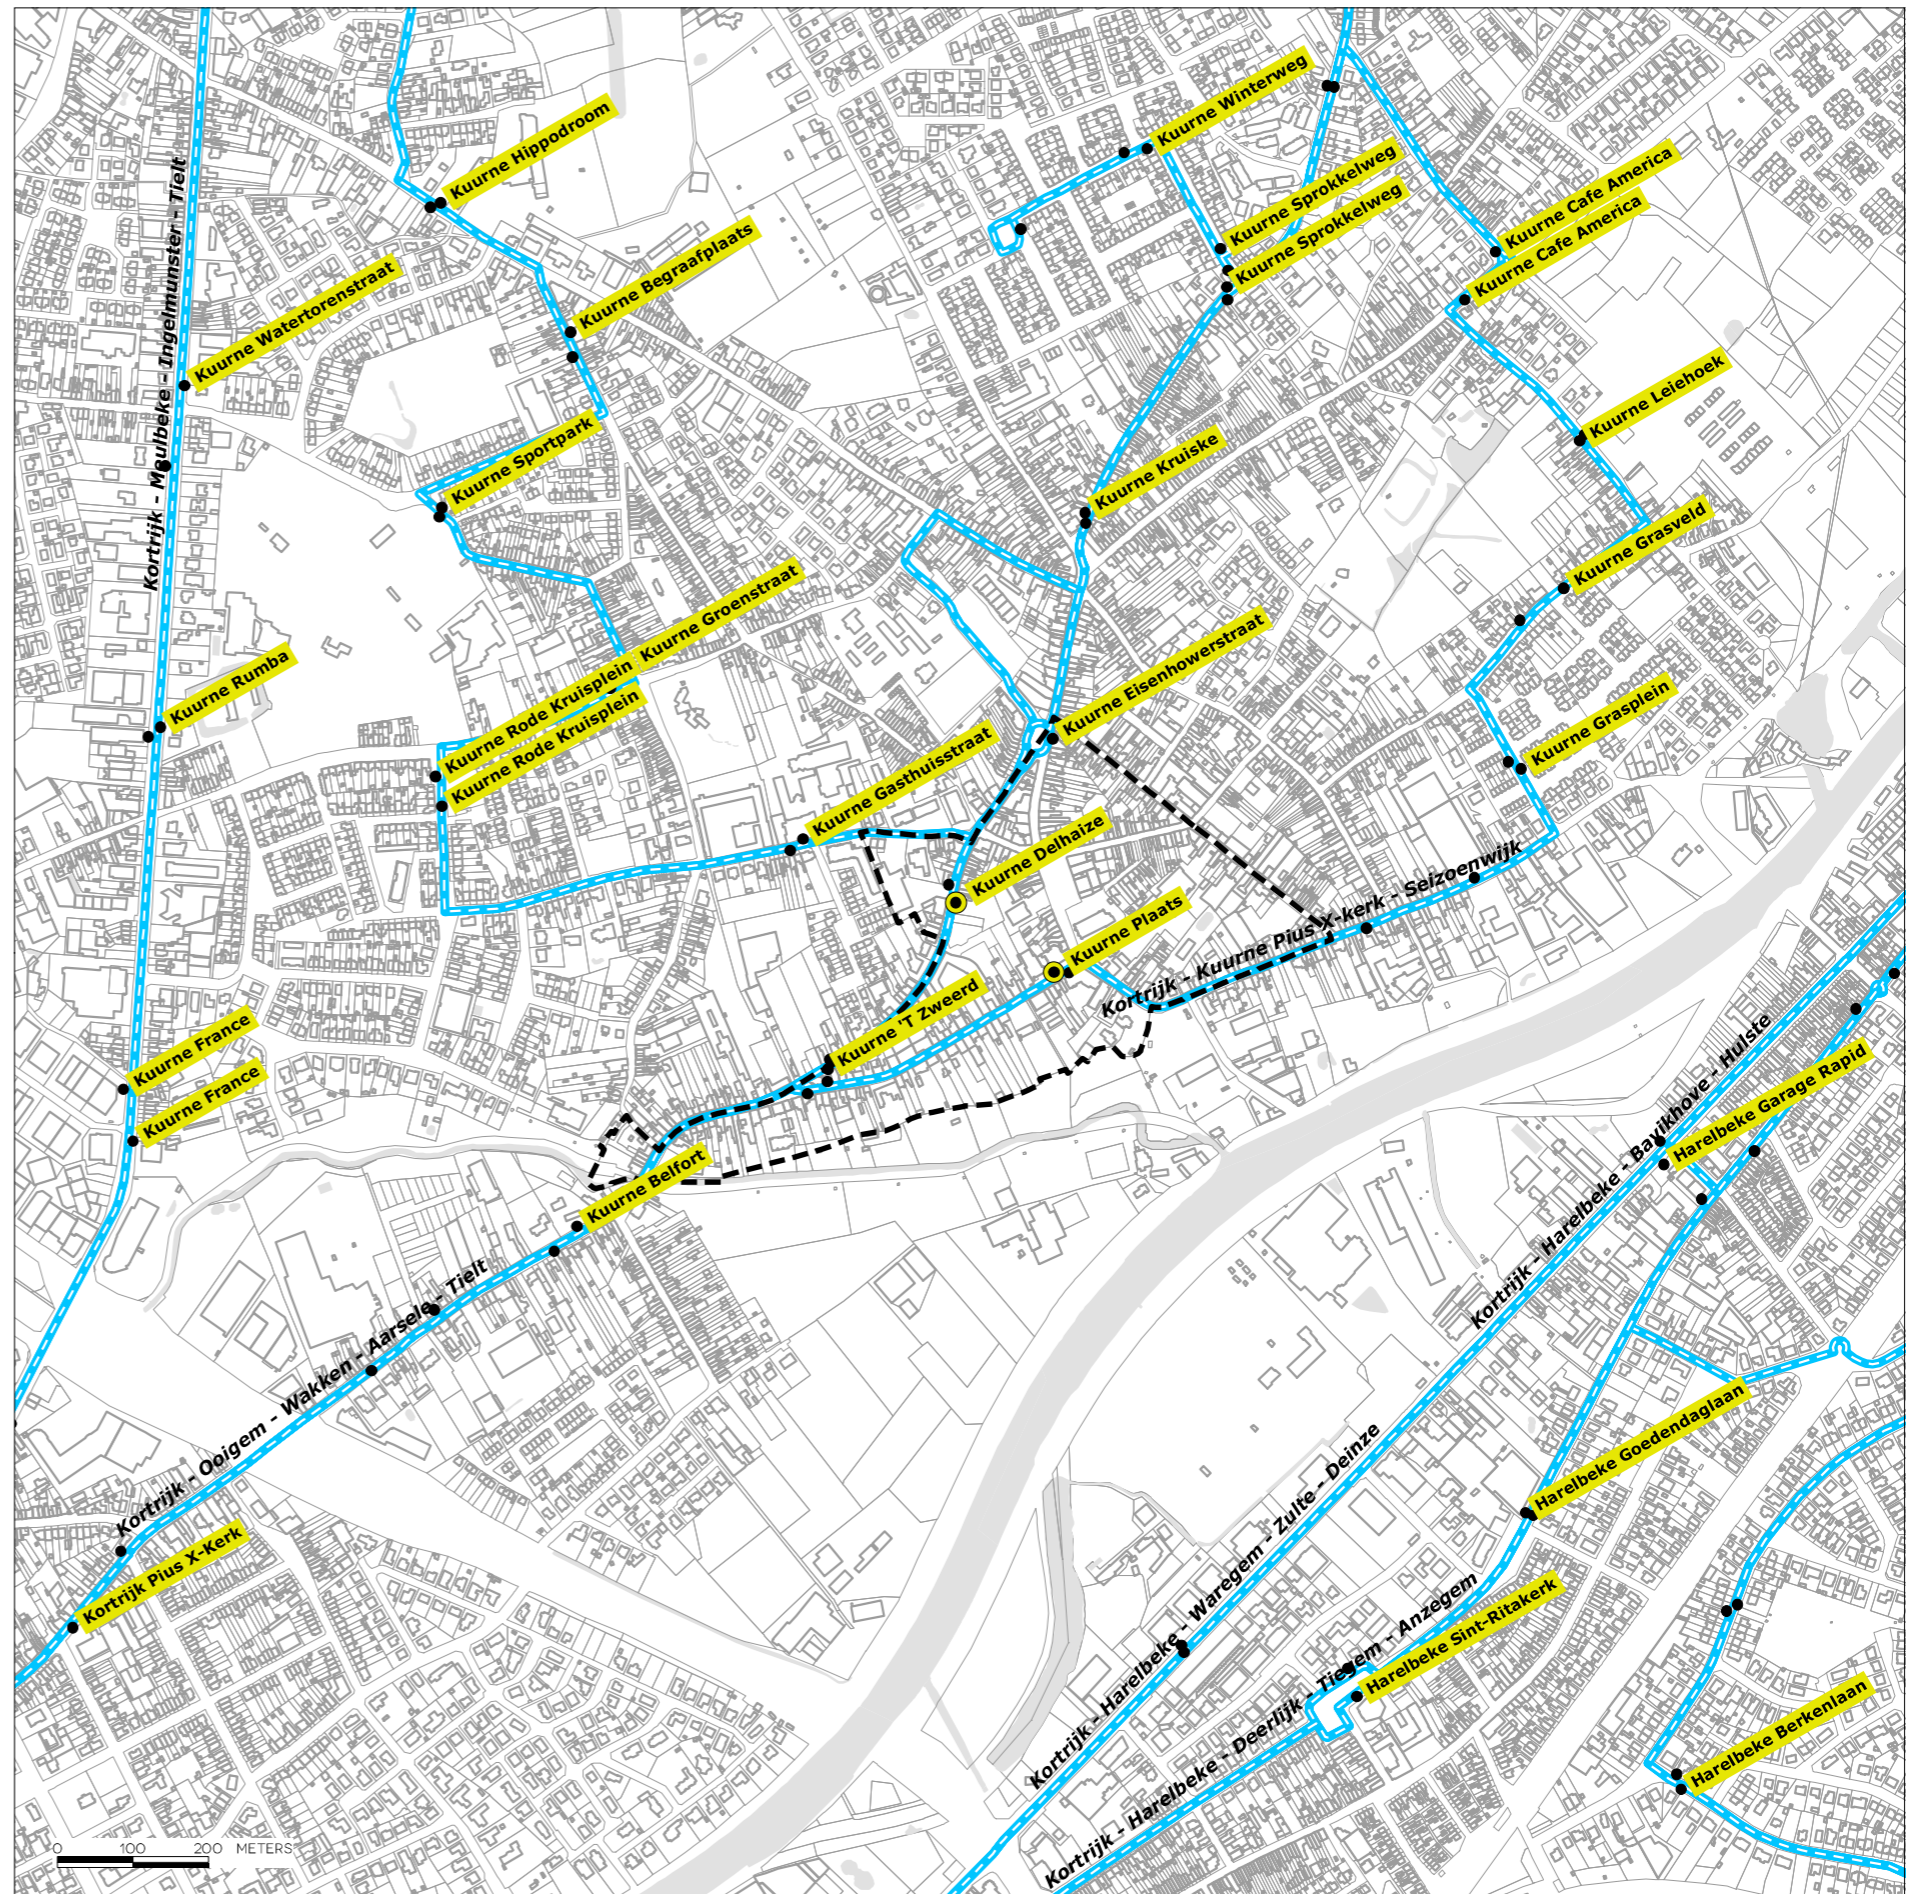 Kuurne Winterweg
Kuurne Hippodroom
Kuurne Sprokkelweg
Kuurne Sprokkelweg
Kuurne Cafe America
Kuurne Cafe America
Kuurne Begraafplaats
Kuurne Watertorenstraat
Kortrijk - Meulbeke - Ingelmunster - Tielt
Kuurne Leiehoek
Kuurne Sportpark
Kuurne Kruiske
Kuurne Grasveld
Kuurne Groenstraat
Kuurne Rode Kruisplein
Kuurne Rode Kruisplein
Kuurne Rumba
Kuurne Eisenhowerstraat
Kuurne Grasplein
Kuurne Gasthuisstraat
Kuurne Delhaize
Kuurne Plaats
Kortrijk - Kuurne Pius X-kerk - Seizoenwijk
Kuurne 'T Zweerd
Kuurne France
Kuurne France
Kuurne Belfort
Harelbeke Garage Rapid
Kortrijk - Harelbeke - Bavikhove - Hulste
Kortrijk - Ooigem - Wakken - Aarsele - Tielt
Harelbeke Goedendaglaan
Kortrijk Pius X-Kerk
Kortrijk - Harelbeke - Waregem - Zulte - Deinze
Kortrijk - Harelbeke - Deerlijk - Tiegem - Anzegem
Harelbeke Sint-Ritakerk
Harelbeke Berkenlaan
0 100 200 METERS